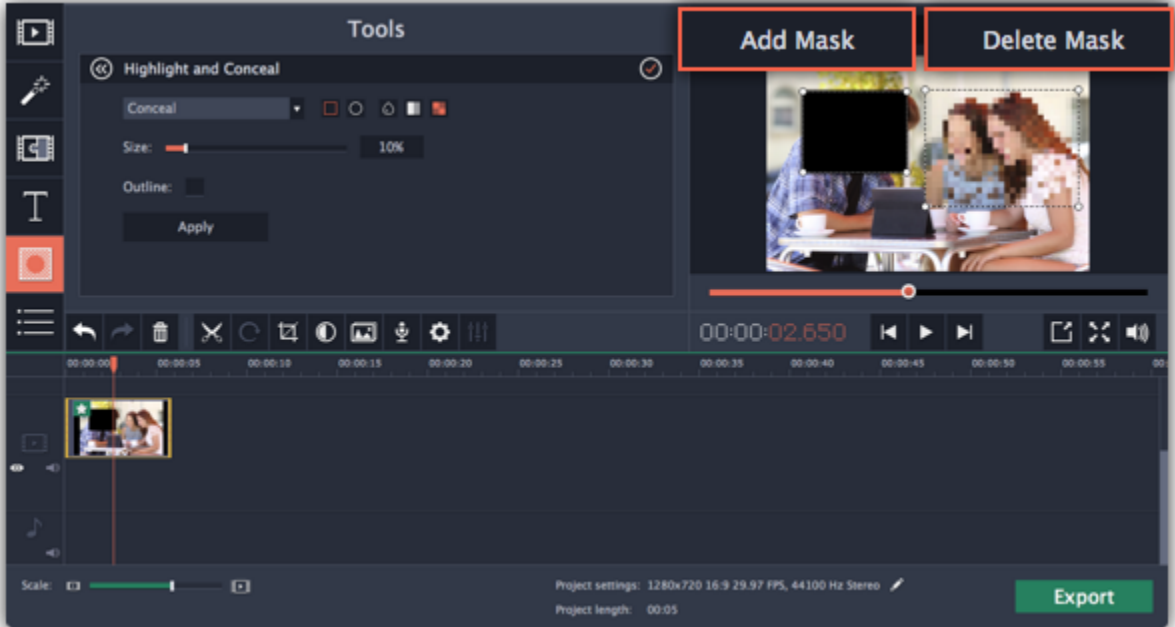 Tools
Add Mask
Delete Mask
Highlight and Conceal
Conceal
Size:
10%
Outline:
Apply
00:00:02.650
00:00:00
00:00:05
00:00:10
00:00:15
00:00:20
00:00:25
00:00:30
00:00:35
00:00:40
00:00:45
00:00:50
00:00:55
00:
Scale:
Project settings: 1280x720 16:9 29.97 FPS, 44100 Hz Stereo
Project length: 00:05
Export